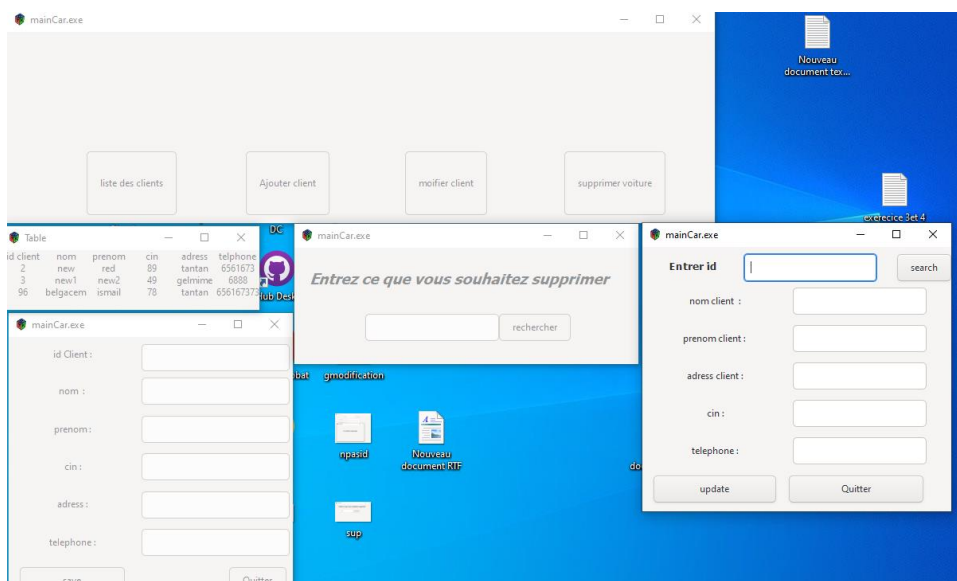 mainCar.exe
liste des clients
Ajouter client
moifier client
supprimer voiture
Nouveau
document tex...
exerecice 3et 4
DC
Table
id client nom prenom cin adress telphone
2 new red 89 tantan 6561673
3 new1 new2 49 gelmime 6888
96 belgacem ismail 78 tantan 656167373
mainCar.exe
id Client :
nom :
prenom :
cin :
adress :
telephone :
save
Quitter
mainCar.exe
Entrez ce que vous souhaitez supprimer
rechercher
gmodification
npasid
Nouveau
document RTF
sup
mainCar.exe
Entrer id
search
nom client :
prenom client :
adress client :
cin :
telephone :
update
Quitter